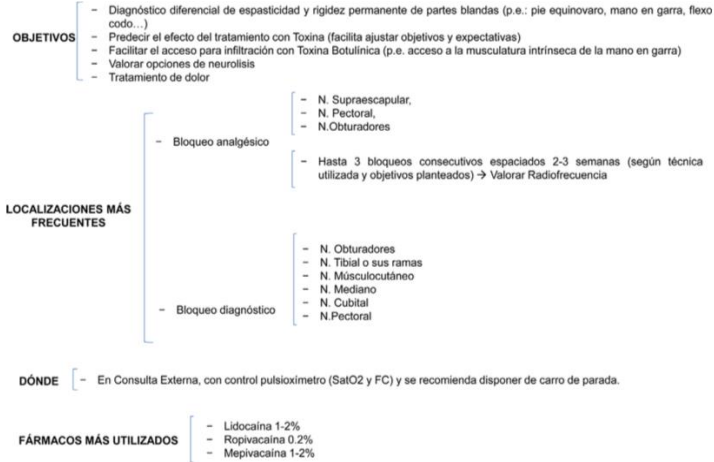 - Diagnóstico diferencial de espasticidad y rigidez permanente de partes blandas (p.e.: pie equinovaro, mano en garra, flexo
codo...)
OBJETIVOS
- Predecir el efecto del tratamiento con Toxina (facilita ajustar objetivos y expectativas)
- Facilitar el acceso para infiltración con Toxina Botulínica (p.e. acceso a la musculatura intrínseca de la mano en garra)
- Valorar opciones de neurolisis
- Tratamiento de dolor
LOCALIZACIONES MÁS
FRECUENTES
- Bloqueo analgésico
- N. Supraescapular,
- N. Pectoral,
- N.Obturadores
- Hasta 3 bloqueos consecutivos espaciados 2-3 semanas (según técnica
utilizada y objetivos planteados) → Valorar Radiofrecuencia
- Bloqueo diagnóstico
- N. Obturadores
- N. Tibial o sus ramas
- N. Músculocutáneo
- N. Mediano
- N. Cubital
- N.Pectoral
DÓNDE
- En Consulta Externa, con control pulsioxímetro (SatO2 y FC) y se recomienda disponer de carro de parada.
FÁRMACOS MÁS UTILIZADOS
- Lidocaína 1-2%
- Ropivacaína 0.2%
- Mepivacaína 1-2%